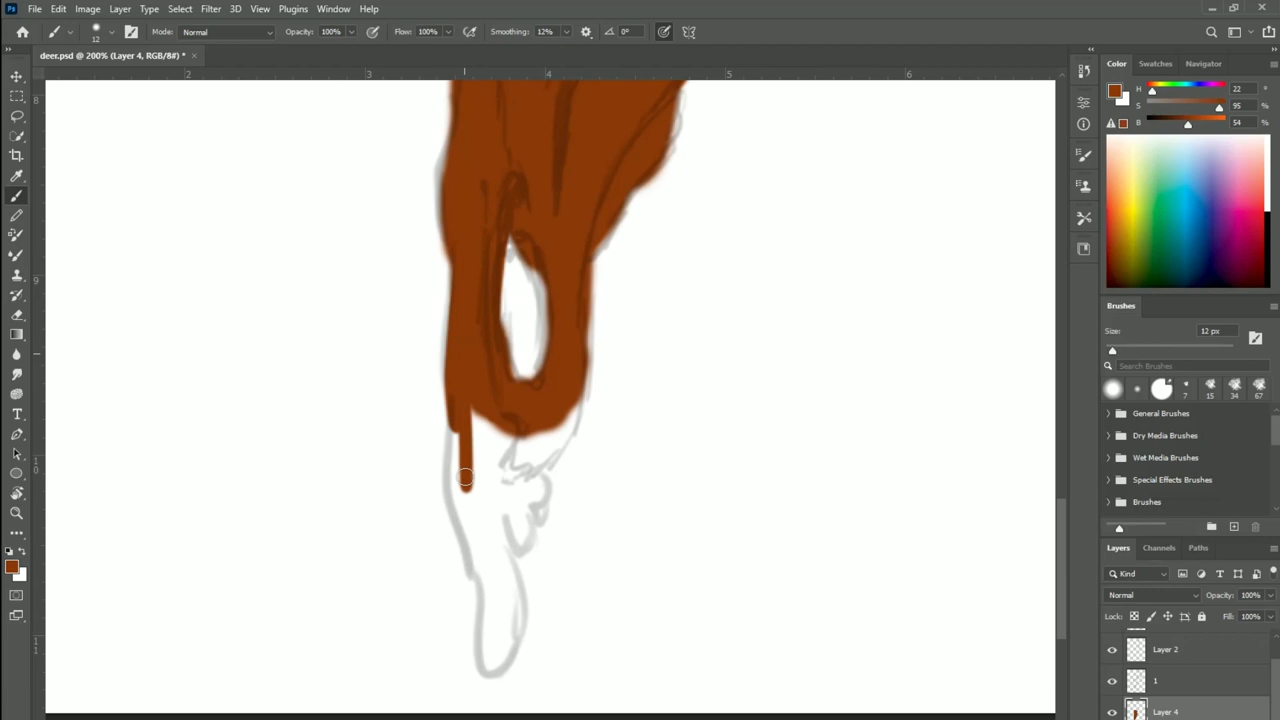 Ps File Edit Image Layer Type Select Filter 3D View Plugins Window Help
12 Mode: Normal Opacity: 100% Flow: 100% Smoothing: 12% 0°
deer.psd @ 200% (Layer 4, RGB/8#) * ×
2 3 4 5 6
8
9
10
11
Color Swatches Navigator
H 22 °
S 95 %
B 54 %
Brushes
Size: 12 px
Search Brushes
7 15 34 67
General Brushes
Dry Media Brushes
Wet Media Brushes
Special Effects Brushes
Brushes
Layers Channels Paths
Kind
Normal Opacity: 100%
Lock: Fill: 100%
Layer 2
1
Layer 4